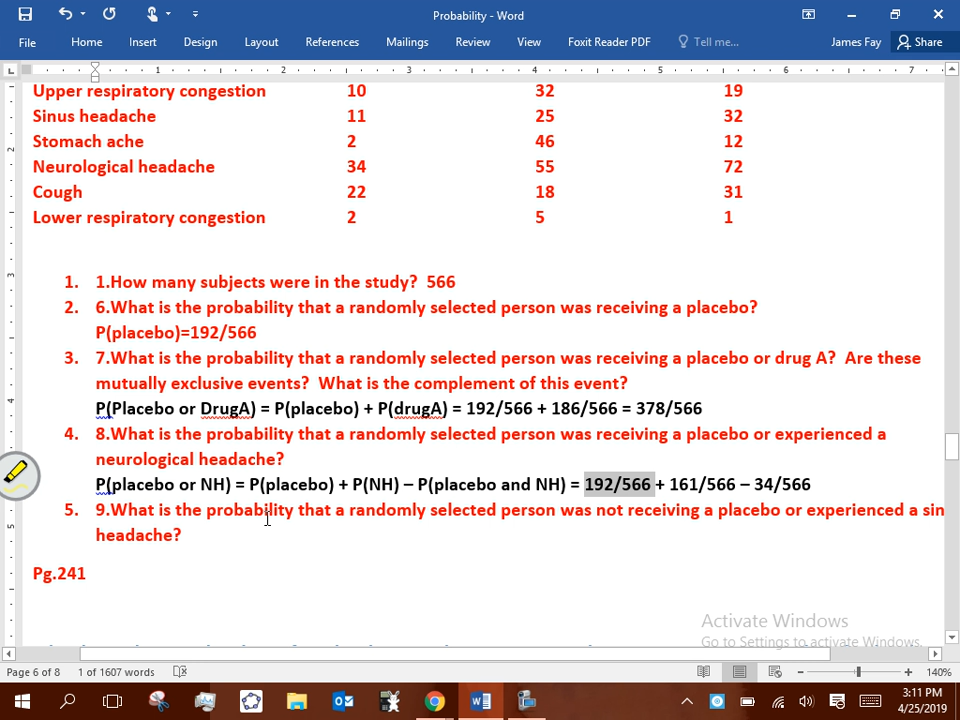 Probability - Word
File Home Insert Design Layout References Mailings Review View Foxit Reader PDF Tell me... James Fay Share
1 2 3 4 5 6 7
Upper respiratory congestion 10 32 19
Sinus headache 11 25 32
Stomach ache 2 46 12
Neurological headache 34 55 72
Cough 22 18 31
Lower respiratory congestion 2 5 1
1. 1.How many subjects were in the study? 566
2. 6.What is the probability that a randomly selected person was receiving a placebo?
P(placebo)=192/566
3. 7.What is the probability that a randomly selected person was receiving a placebo or drug A? Are these
mutually exclusive events? What is the complement of this event?
P(Placebo or DrugA) = P(placebo) + P(drugA) = 192/566 + 186/566 = 378/566
4. 8.What is the probability that a randomly selected person was receiving a placebo or experienced a
neurological headache?
P(placebo or NH) = P(placebo) + P(NH) – P(placebo and NH) = 192/566 + 161/566 – 34/566
5. 9.What is the probability that a randomly selected person was not receiving a placebo or experienced a sin
headache?
Pg.241
Activate Windows
Go to Settings to activate Windows.
Page 6 of 8 1 of 1607 words 140%
3:11 PM
4/25/2019